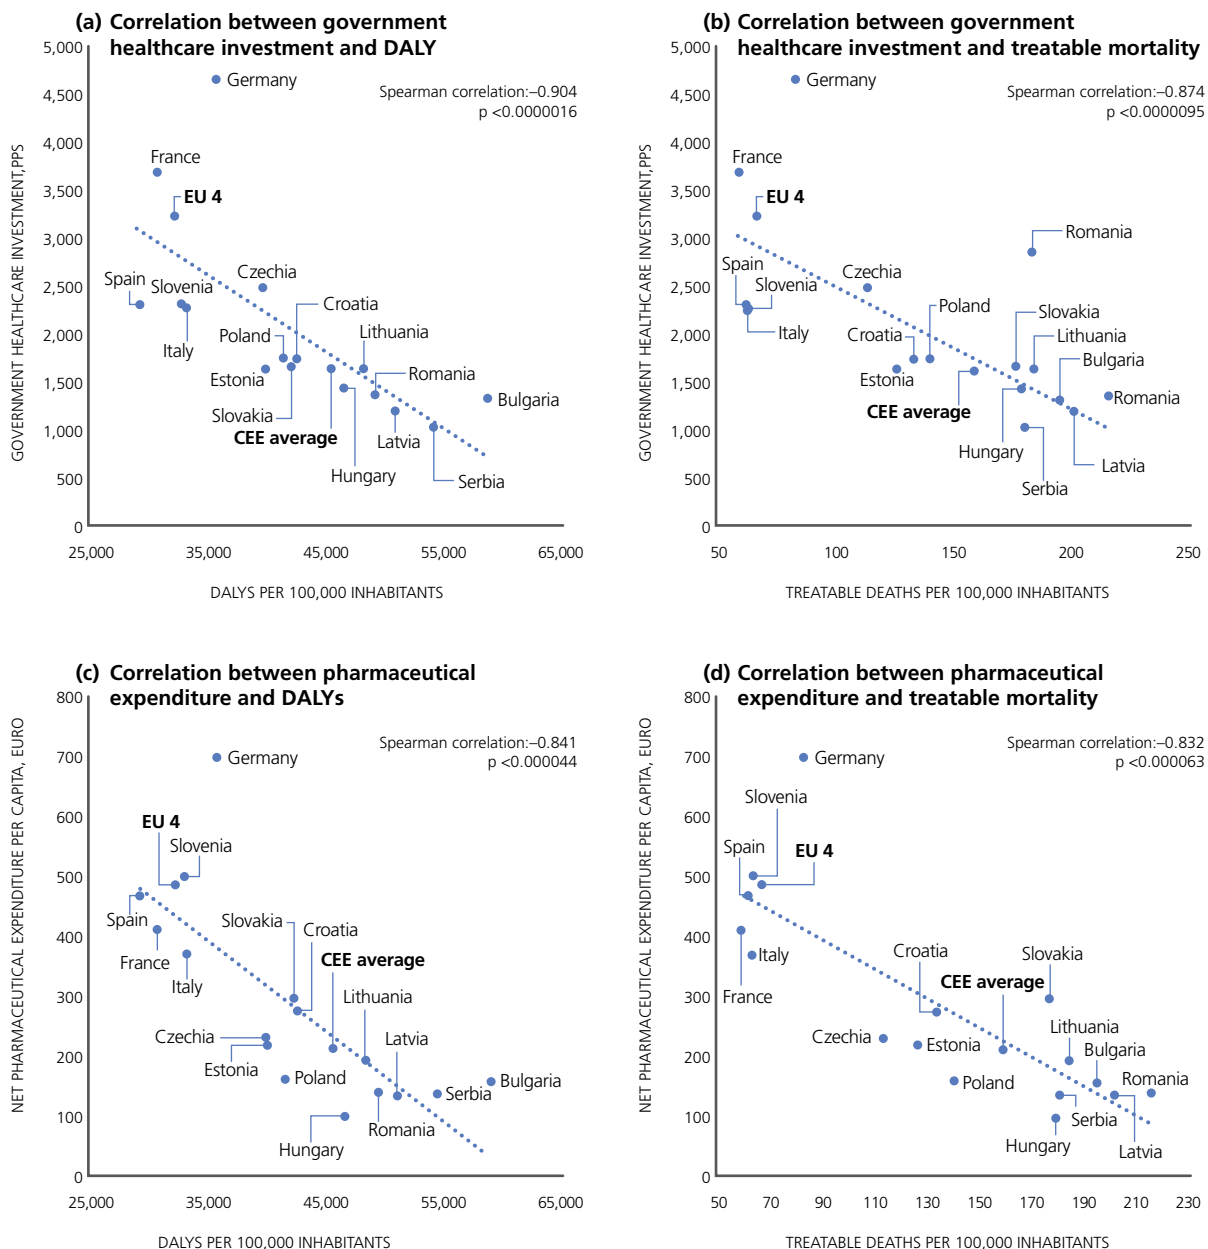 (a) Correlation between government
healthcare investment and DALY
5,000
4,500
4,000
3,500
3,000
2,500
2,000
1,500
1,000
500
0
GOVERNMENT HEALTHCARE INVESTMENT,PPS
Spearman correlation:–0.904
p <0.0000016
Germany
France
EU 4
Spain
Slovenia
Italy
Czechia
Croatia
Poland
Lithuania
Estonia
Romania
Slovakia
CEE average
Bulgaria
Latvia
Hungary
Serbia
25,000
35,000
45,000
55,000
65,000
DALYS PER 100,000 INHABITANTS
(b) Correlation between government
healthcare investment and treatable mortality
5,000
4,500
4,000
3,500
3,000
2,500
2,000
1,500
1,000
500
0
GOVERNMENT HEALTHCARE INVESTMENT,PPS
Spearman correlation:–0.874
p <0.0000095
Germany
France
EU 4
Romania
Spain
Slovenia
Italy
Czechia
Poland
Croatia
Slovakia
Lithuania
Estonia
Bulgaria
CEE average
Romania
Hungary
Latvia
Serbia
50
100
150
200
250
TREATABLE DEATHS PER 100,000 INHABITANTS
(c) Correlation between pharmaceutical
expenditure and DALYs
800
700
600
500
400
300
200
100
0
NET PHARMACEUTICAL EXPENDITURE PER CAPITA, EURO
Spearman correlation:–0.841
p <0.000044
Germany
EU 4
Slovenia
Spain
France
Italy
Slovakia
Croatia
CEE average
Lithuania
Czechia
Latvia
Estonia
Poland
Serbia
Bulgaria
Romania
Hungary
25,000
35,000
45,000
55,000
65,000
DALYS PER 100,000 INHABITANTS
(d) Correlation between pharmaceutical
expenditure and treatable mortality
800
700
600
500
400
300
200
100
0
NET PHARMACEUTICAL EXPENDITURE PER CAPITA, EURO
Spearman correlation:–0.832
p <0.000063
Germany
Slovenia
Spain
EU 4
Italy
France
Croatia
Slovakia
CEE average
Czechia
Estonia
Lithuania
Bulgaria
Poland
Romania
Serbia
Hungary
Latvia
50
70
90
110
130
150
170
190
210
230
TREATABLE DEATHS PER 100,000 INHABITANTS